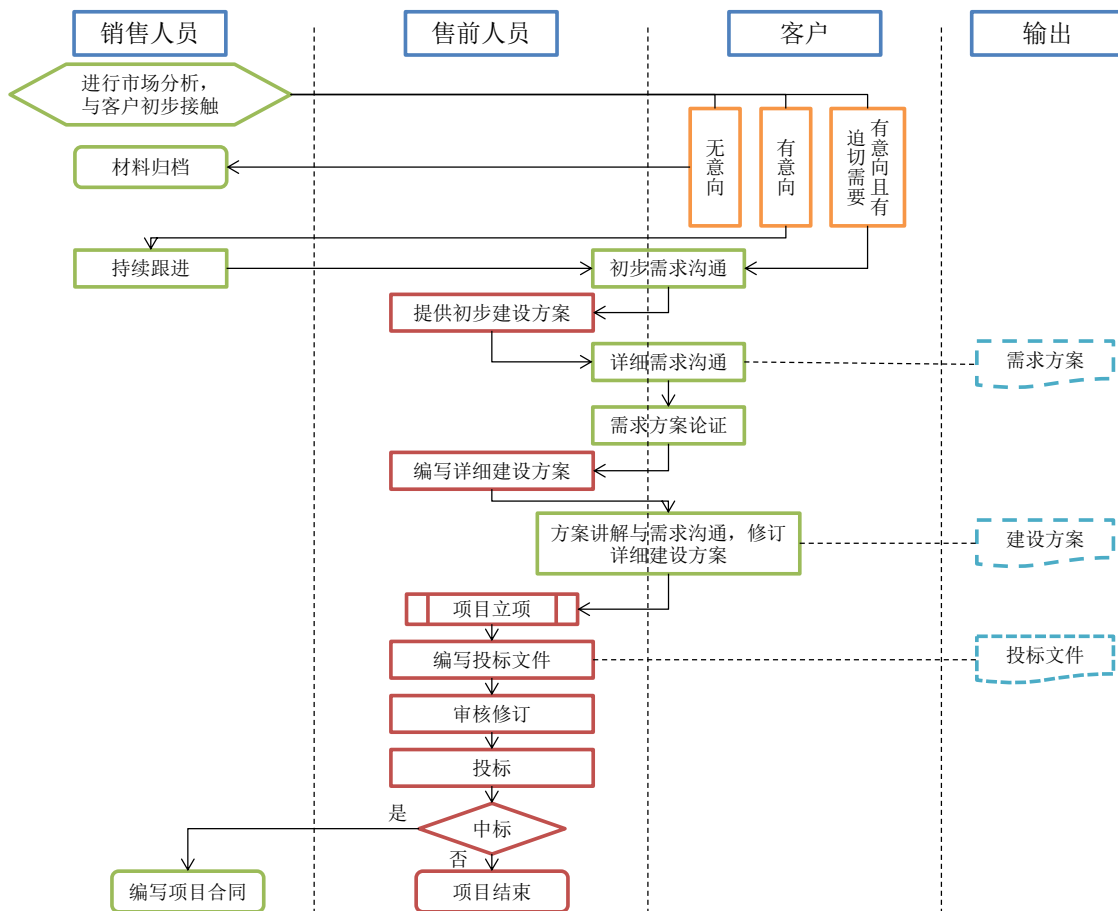 销售人员
售前人员
客户
输出
进行市场分析，
与客户初步接触
无意向
有意向
有意向且有
迫切需要
材料归档
持续跟进
初步需求沟通
提供初步建设方案
详细需求沟通
需求方案
需求方案论证
编写详细建设方案
方案讲解与需求沟通，修订
详细建设方案
建设方案
项目立项
编写投标文件
投标文件
审核修订
投标
是
中标
否
编写项目合同
项目结束